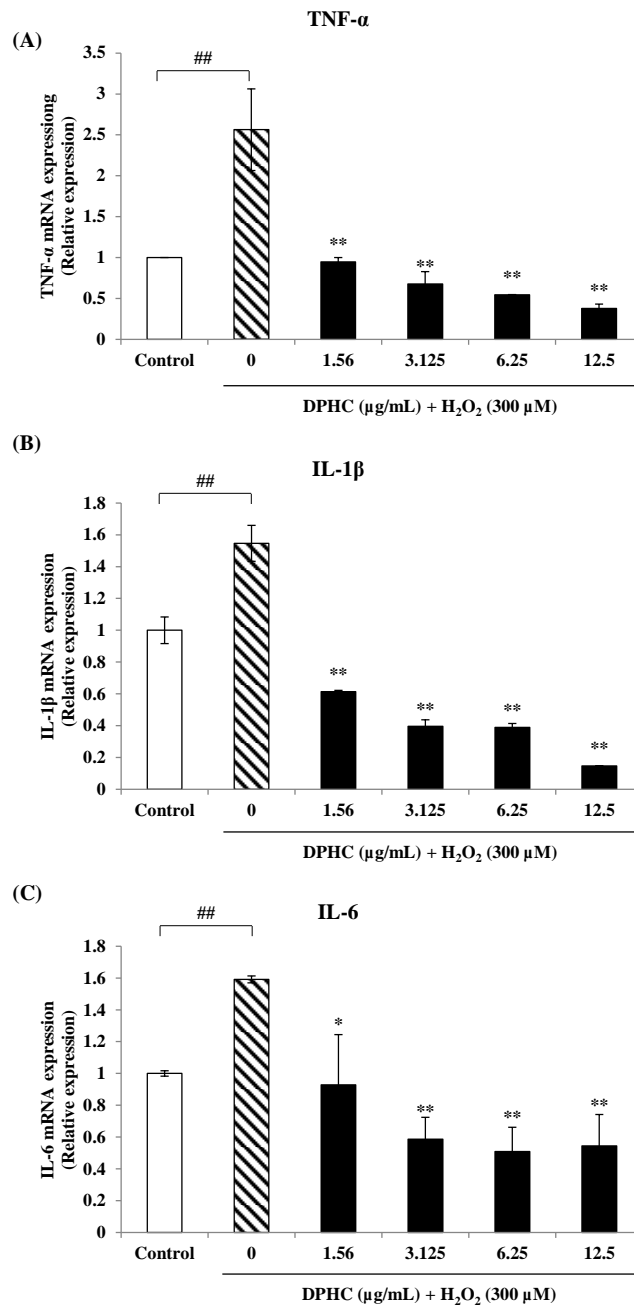 TNF-α
(A)
##
3.5
3
2.5
2
1.5
1
0.5
0
TNF-α mRNA expressiong
(Relative expression)
**
**
**
**
Control 0 1.56 3.125 6.25 12.5
DPHC (µg/mL) + H₂O₂ (300 µM)
(B)
IL-1β
##
1.8
1.6
1.4
1.2
1
0.8
0.6
0.4
0.2
0
IL-1β mRNA expression
(Relative expression)
**
**
**
**
Control 0 1.56 3.125 6.25 12.5
DPHC (µg/mL) + H₂O₂ (300 µM)
(C)
IL-6
##
1.8
1.6
1.4
1.2
1
0.8
0.6
0.4
0.2
0
IL-6 mRNA expression
(Relative expression)
*
**
**
**
Control 0 1.56 3.125 6.25 12.5
DPHC (µg/mL) + H₂O₂ (300 µM)